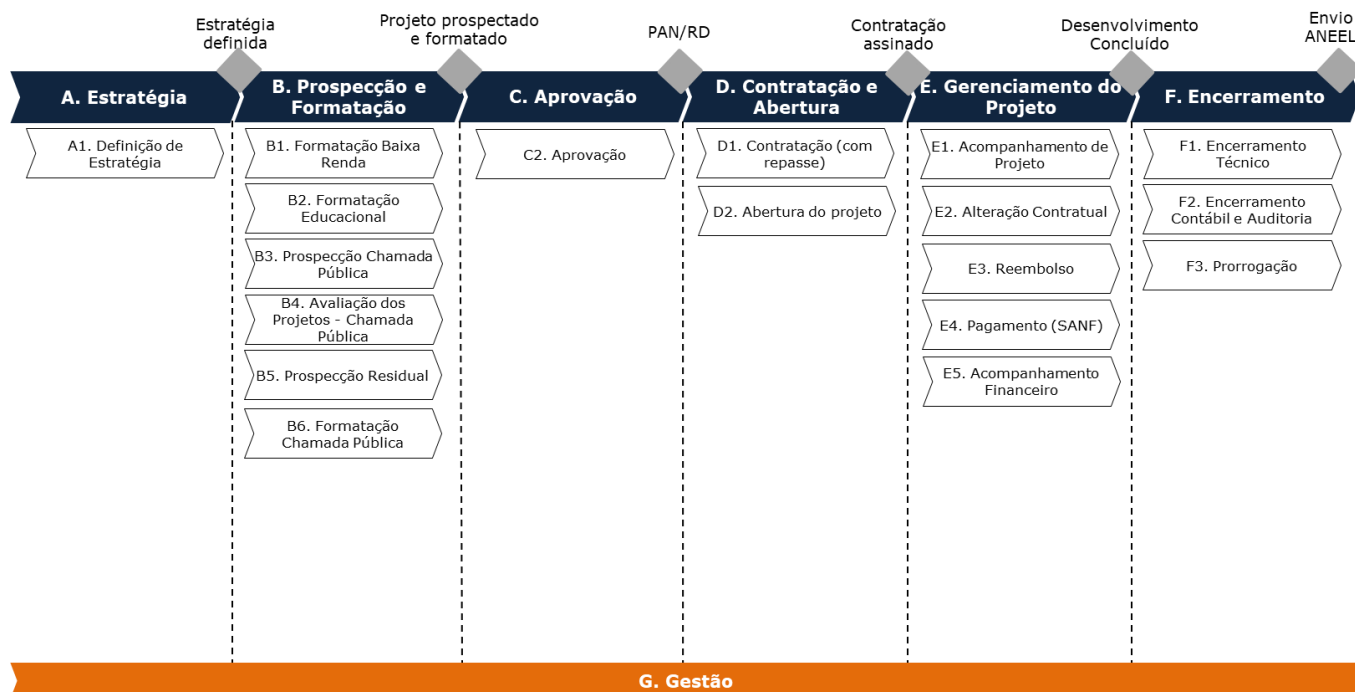 Estratégia
definida
Projeto prospectado
e formatado
PAN/RD
Contratação
assinado
Desenvolvimento
Concluído
Envio
ANEEL
A. Estratégia
B. Prospecção e
Formatação
C. Aprovação
D. Contratação e
Abertura
E. Gerenciamento do
Projeto
F. Encerramento
A1. Definição de
Estratégia
B1. Formatação Baixa
Renda
B2. Formatação
Educacional
B3. Prospecção Chamada
Pública
B4. Avaliação dos
Projetos - Chamada
Pública
B5. Prospecção Residual
B6. Formatação
Chamada Pública
C2. Aprovação
D1. Contratação (com
repasse)
D2. Abertura do projeto
E1. Acompanhamento de
Projeto
E2. Alteração Contratual
E3. Reembolso
E4. Pagamento (SANF)
E5. Acompanhamento
Financeiro
F1. Encerramento
Técnico
F2. Encerramento
Contábil e Auditoria
F3. Prorrogação
G. Gestão